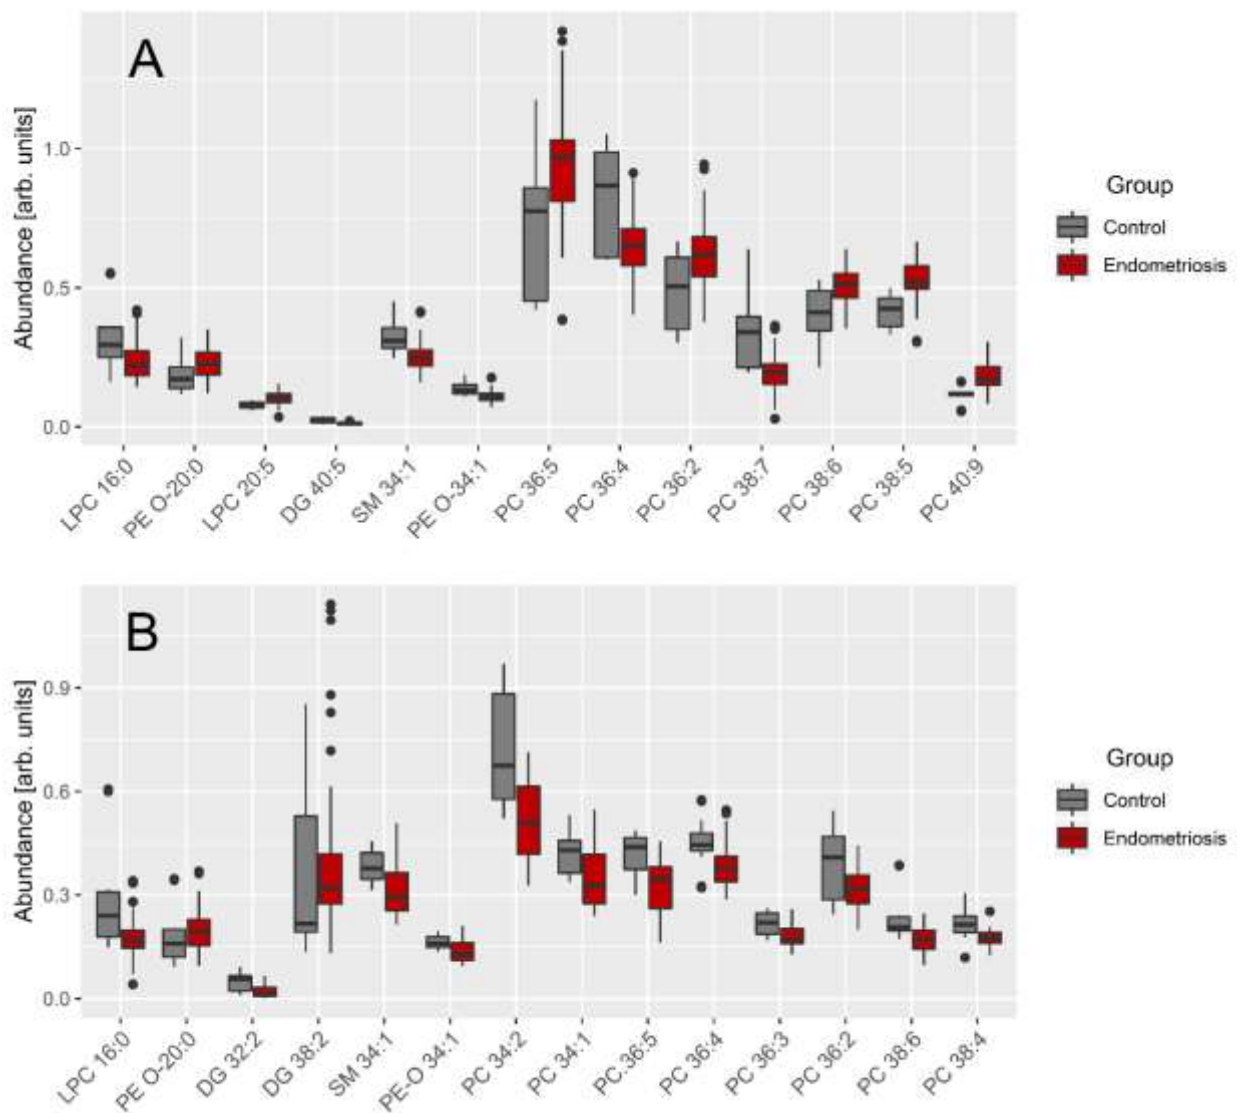 A
Abundance [arb. units]
1.0
0.5
0.0
LPC 16:0
PE O-20:0
LPC 20:5
DG 40:5
SM 34:1
PE O-34:1
PC 36:5
PC 36:4
PC 36:2
PC 38:7
PC 38:6
PC 38:5
PC 40:9
Group
Control
Endometriosis
B
Abundance [arb. units]
0.9
0.6
0.3
0.0
LPC 16:0
PE O-20:0
DG 32:2
DG 38:2
SM 34:1
PE-O 34:1
PC 34:2
PC 34:1
PC 36:5
PC 36:4
PC 36:3
PC 36:2
PC 38:6
PC 38:4
Group
Control
Endometriosis